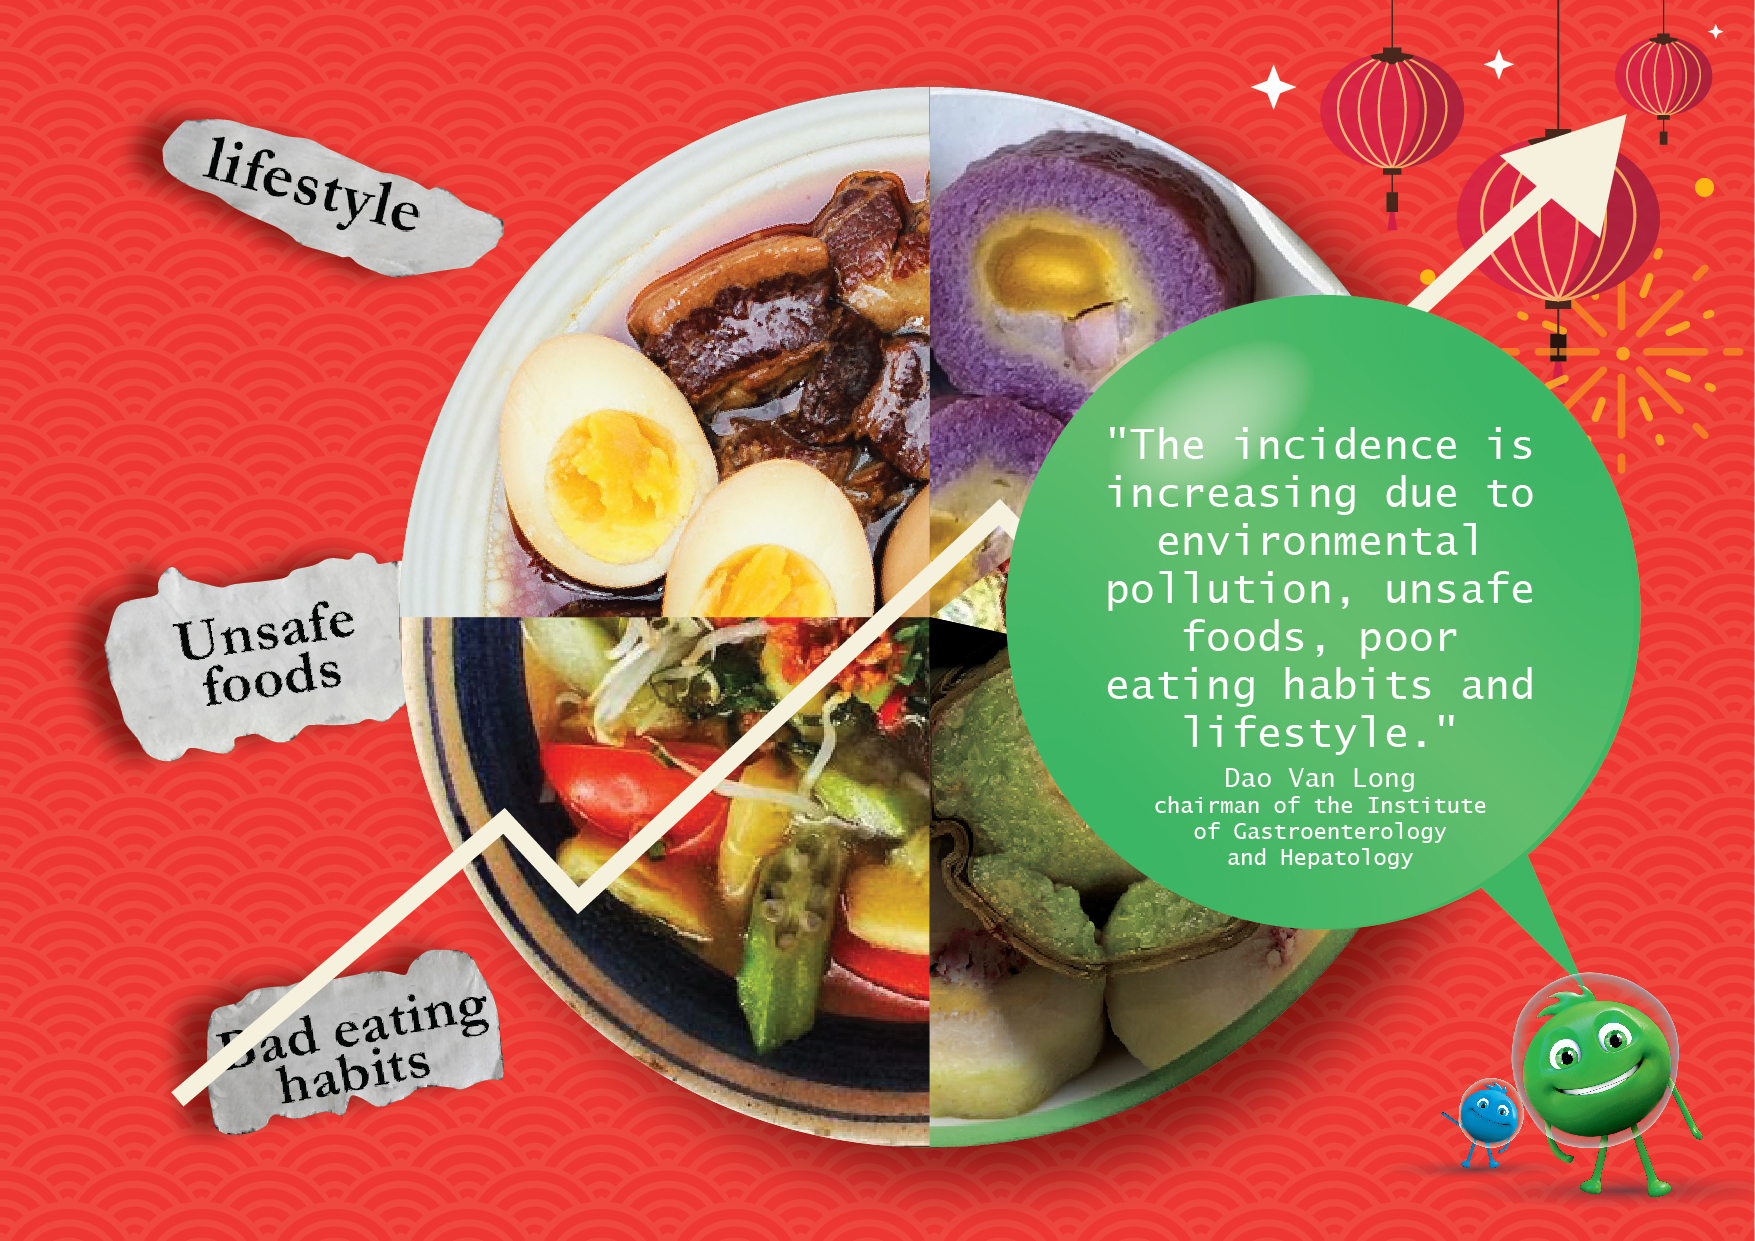 lifestyle
Unsafe
foods
Bad eating
habits
"The incidence is
increasing due to
environmental
pollution, unsafe
foods, poor
eating habits and
lifestyle."
Dao Van Long
chairman of the Institute
of Gastroenterology
and Hepatology